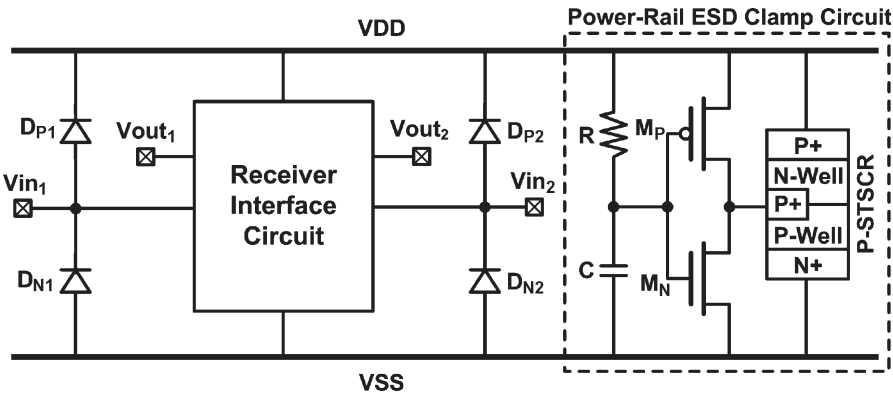 Power-Rail ESD Clamp Circuit
VDD
DP1
Vout1
Vin1
DN1
Receiver
Interface
Circuit
Vout2
DP2
Vin2
DN2
R
C
MP
MN
P+
N-Well
P+
P-Well
N+
P-STSCR
VSS